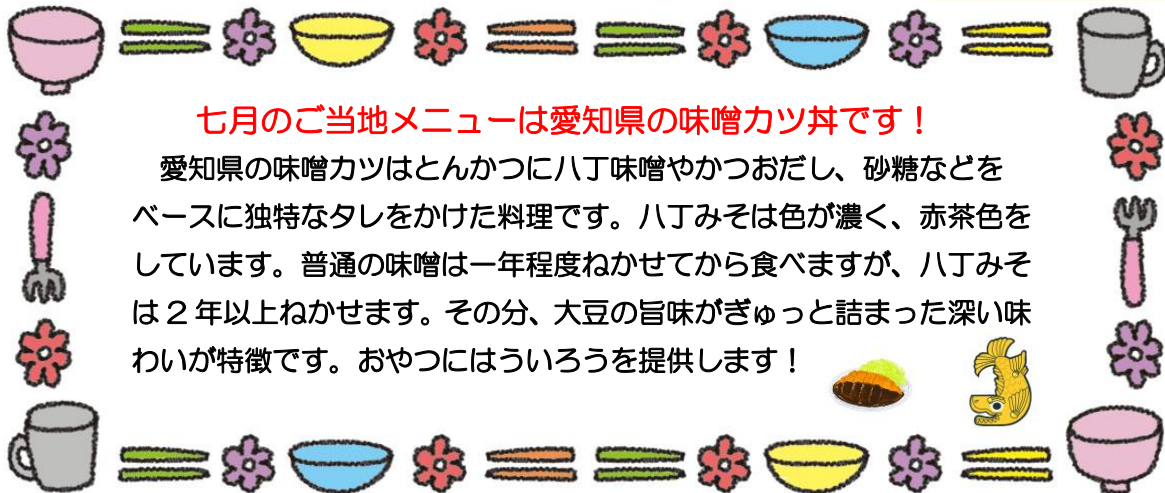 七月のご当地メニューは愛知県の味噌カツ丼です！
愛知県の味噌カツはとんかつに八丁味噌やかつおだし、砂糖などを
ベースに独特なタレをかけた料理です。八丁みそは色が濃く、赤茶色を
しています。普通の味噌は一年程度ねかせてから食べますが、八丁みそ
は２年以上ねかせます。その分、大豆の旨味がぎゅっと詰まった深い味
わいが特徴です。おやつにはういろうを提供します！